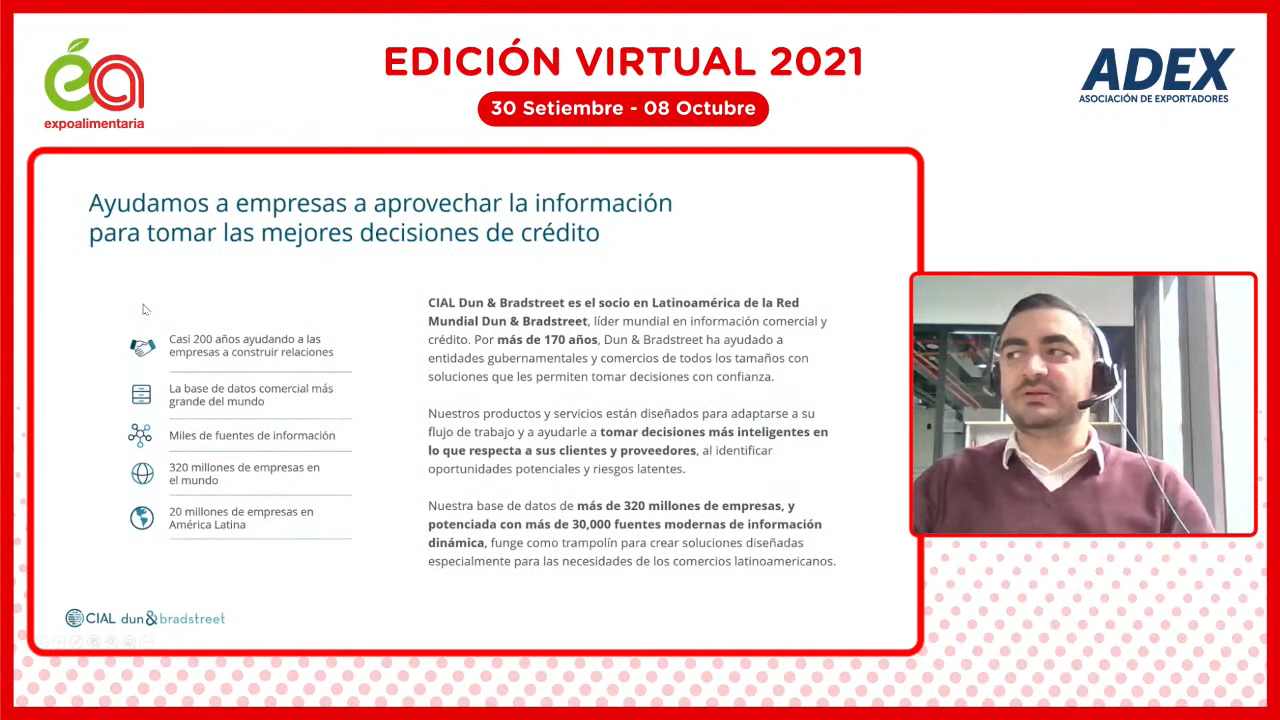 expoalimentaria
EDICIÓN VIRTUAL 2021
30 Setiembre - 08 Octubre
ADEX
ASOCIACIÓN DE EXPORTADORES
Ayudamos a empresas a aprovechar la información
para tomar las mejores decisiones de crédito
Casi 200 años ayudando a las
empresas a construir relaciones
La base de datos comercial más
grande del mundo
Miles de fuentes de información
320 millones de empresas en
el mundo
20 millones de empresas en
América Latina
CIAL Dun & Bradstreet es el socio en Latinoamérica de la Red
Mundial Dun & Bradstreet, líder mundial en información comercial y
crédito. Por más de 170 años, Dun & Bradstreet ha ayudado a
entidades gubernamentales y comercios de todos los tamaños con
soluciones que les permiten tomar decisiones con confianza.
Nuestros productos y servicios están diseñados para adaptarse a su
flujo de trabajo y a ayudarle a tomar decisiones más inteligentes en
lo que respecta a sus clientes y proveedores, al identificar
oportunidades potenciales y riesgos latentes.
Nuestra base de datos de más de 320 millones de empresas, y
potenciada con más de 30,000 fuentes modernas de información
dinámica, funge como trampolín para crear soluciones diseñadas
especialmente para las necesidades de los comercios latinoamericanos.
CIAL dun & bradstreet